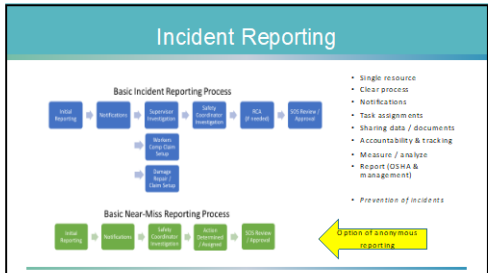 Incident Reporting
Basic Incident Reporting Process
Initial
Reporting
Notifications
Supervisor
Investigation
Safety
Coordinator
Investigation
RCA
(if needed)
SOS Review /
Approval
Workers
Comp Claim
Setup
Damage
Repair /
Claim Setup
Basic Near-Miss Reporting Process
Initial
Reporting
Notifications
Safety
Coordinator
Investigation
Action
Determined
/ Assigned
SOS Review
/ Approval
• Single resource
• Clear process
• Notifications
• Task assignments
• Sharing data / documents
• Accountability & tracking
• Measure / analyze
• Report (OSHA &
management)
• Prevention of incidents
Option of anonymous
reporting